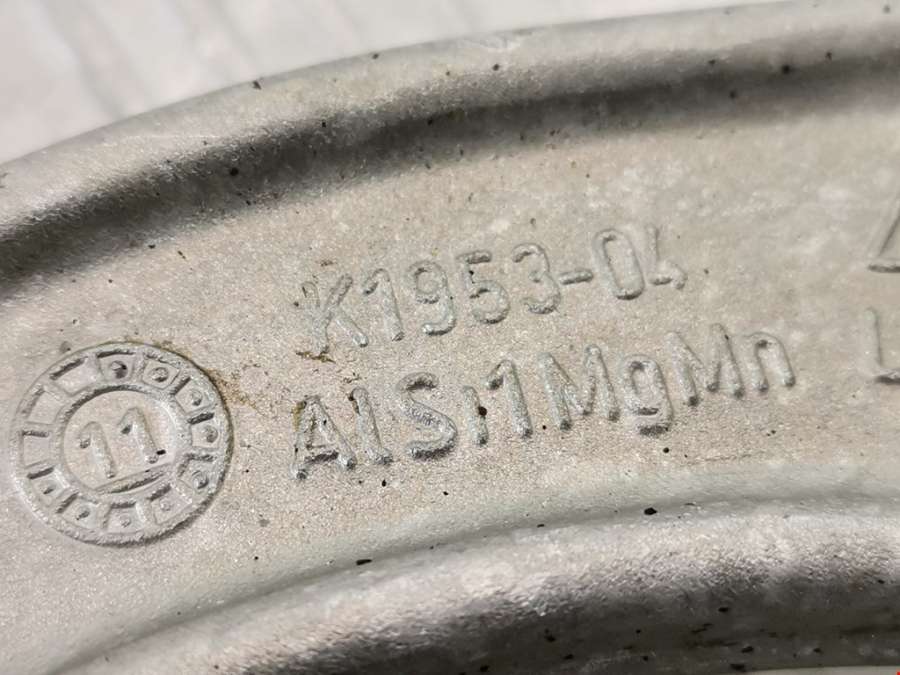 K1953-04
AlSi1MgMn L
11